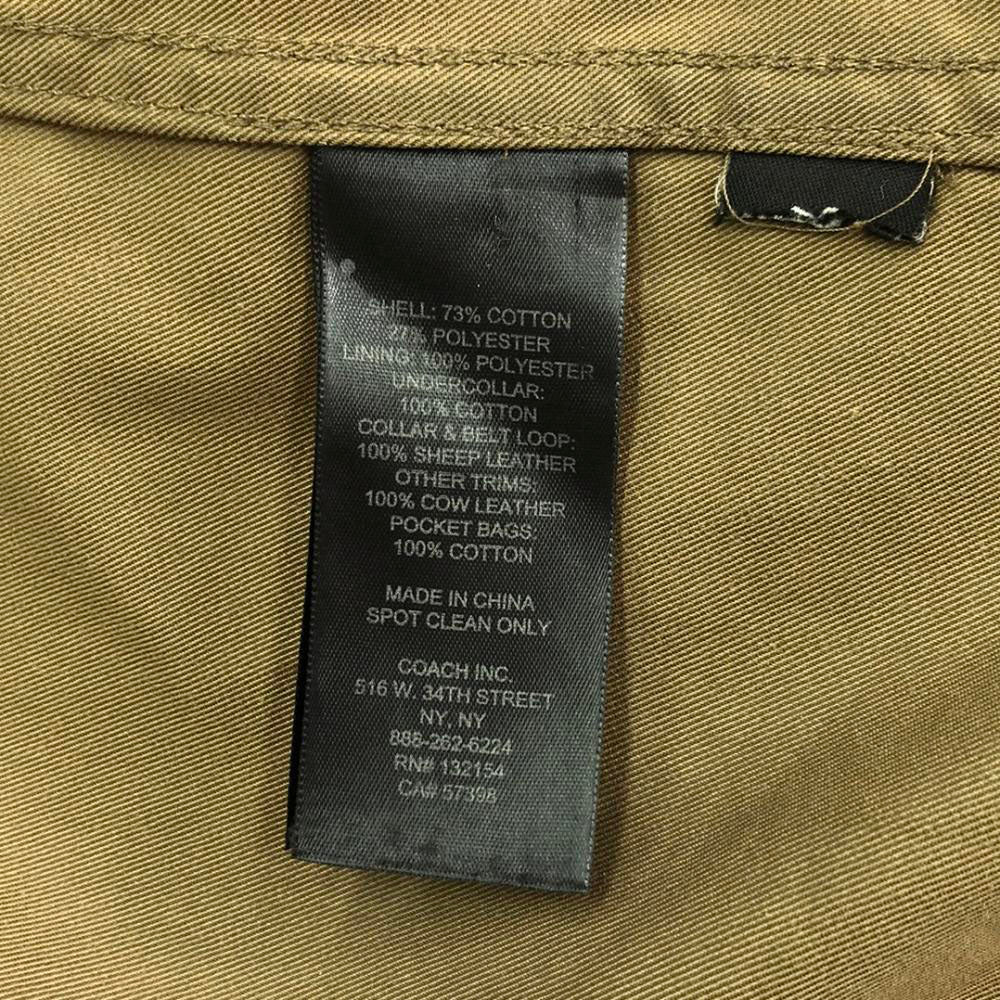 SHELL: 73% COTTON
27% POLYESTER
LINING: 100% POLYESTER
UNDERCOLLAR:
100% COTTON
COLLAR & BELT LOOP:
100% SHEEP LEATHER
OTHER TRIMS:
100% COW LEATHER
POCKET BAGS:
100% COTTON
MADE IN CHINA
SPOT CLEAN ONLY
COACH INC.
516 W. 34TH STREET
NY, NY
888-262-6224
RN# 132154
CA# 57398